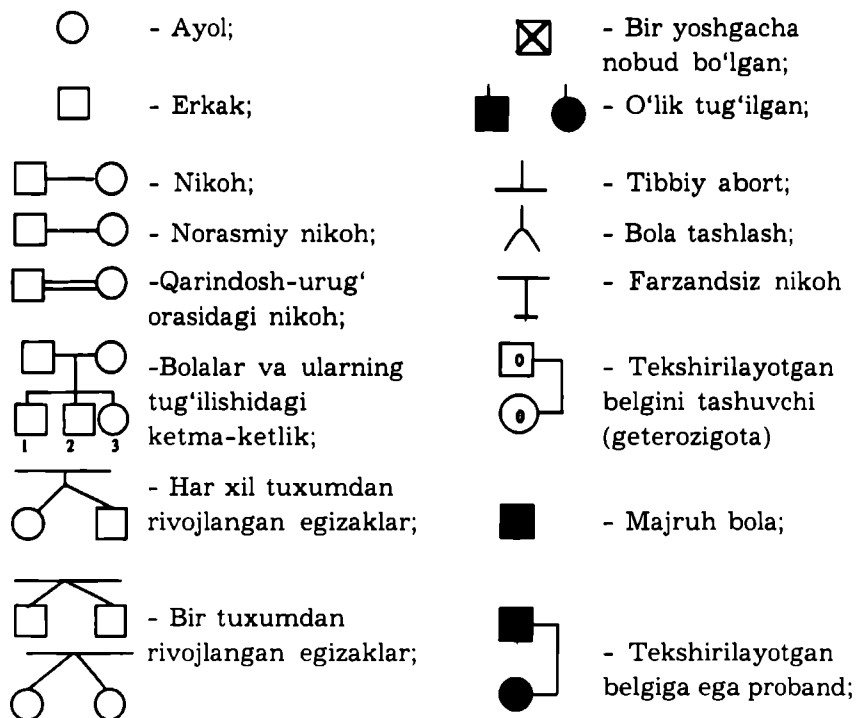 - Ayol;
- Erkak;
- Nikoh;
- Norasmiy nikoh;
-Qarindosh-urug‘
orasidagi nikoh;
-Bolalar va ularning
tug‘ilishidagi
ketma-ketlik;
1 2 3
- Har xil tuxumdan
rivojlangan egizaklar;
- Bir tuxumdan
rivojlangan egizaklar;
- Bir yoshgacha
nobud bo‘lgan;
- O‘lik tug‘ilgan;
- Tibbiy abort;
- Bola tashlash;
- Farzandsiz nikoh
0
0
- Tekshirilayotgan
belgini tashuvchi
(geterozigota)
- Majruh bola;
- Tekshirilayotgan
belgiga ega proband;